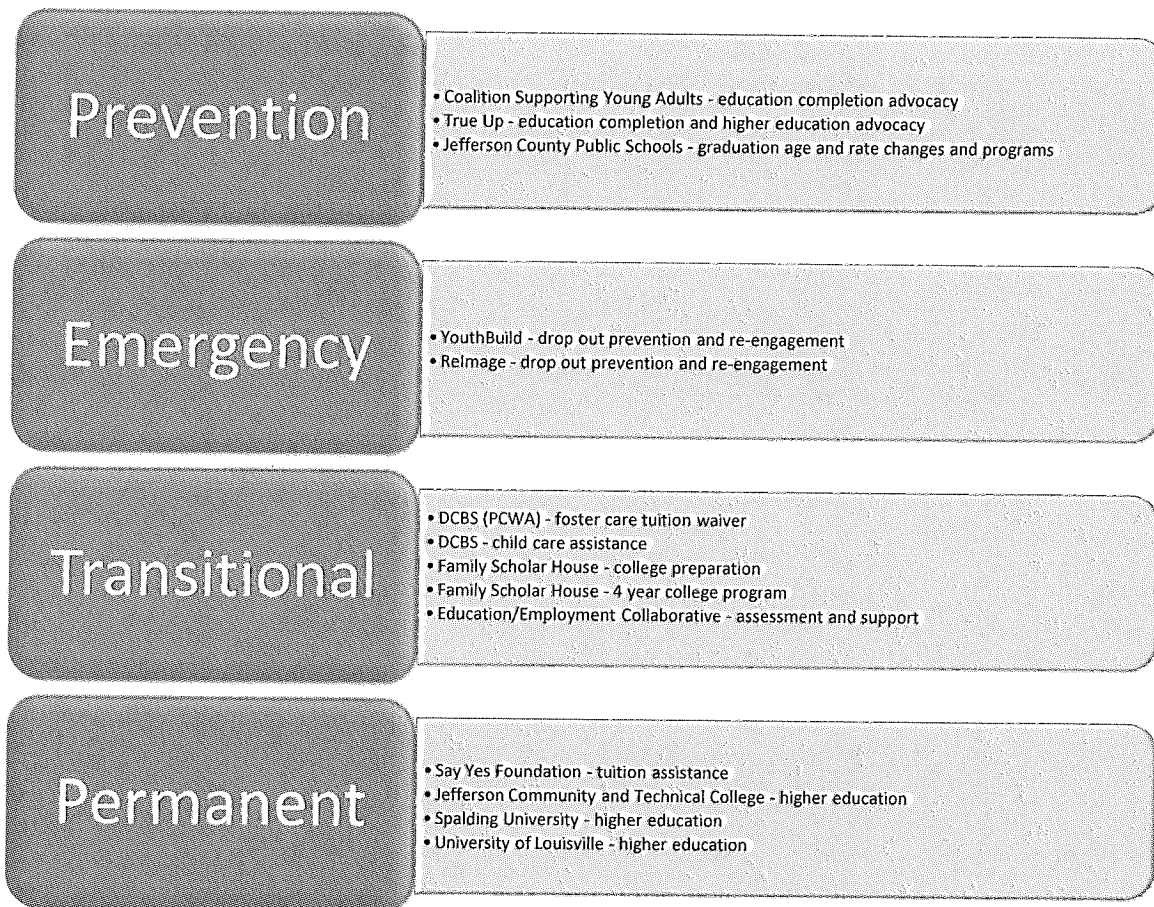 Prevention
• Coalition Supporting Young Adults - education completion advocacy
• True Up - education completion and higher education advocacy
• Jefferson County Public Schools - graduation age and rate changes and programs
Emergency
• YouthBuild - drop out prevention and re-engagement
• ReImage - drop out prevention and re-engagement
Transitional
• DCBS (PCWA) - foster care tuition waiver
• DCBS - child care assistance
• Family Scholar House - college preparation
• Family Scholar House - 4 year college program
• Education/Employment Collaborative - assessment and support
Permanent
• Say Yes Foundation - tuition assistance
• Jefferson Community and Technical College - higher education
• Spalding University - higher education
• University of Louisville - higher education